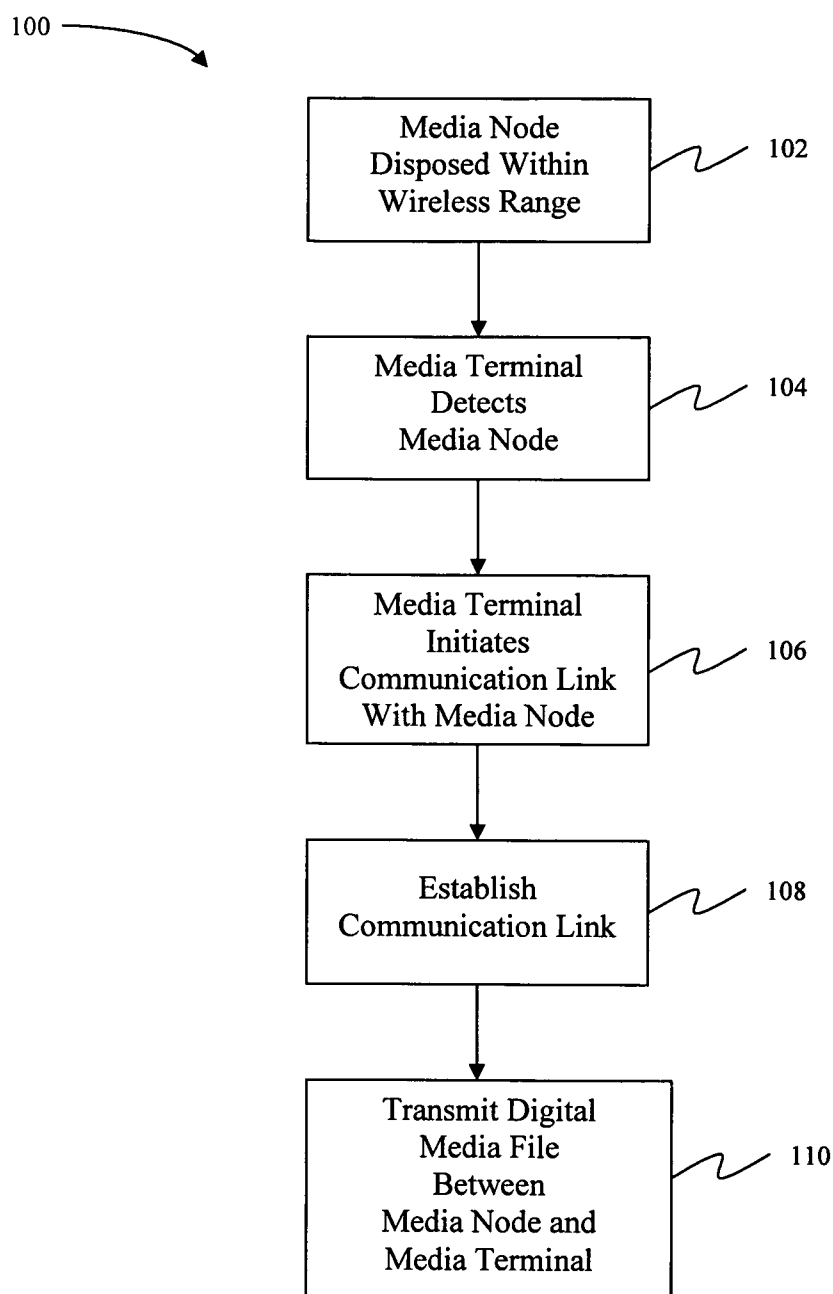 100
Media Node
Disposed Within
Wireless Range
102
Media Terminal
Detects
Media Node
104
Media Terminal
Initiates
Communication Link
With Media Node
106
Establish
Communication Link
108
Transmit Digital
Media File
Between
Media Node and
Media Terminal
110